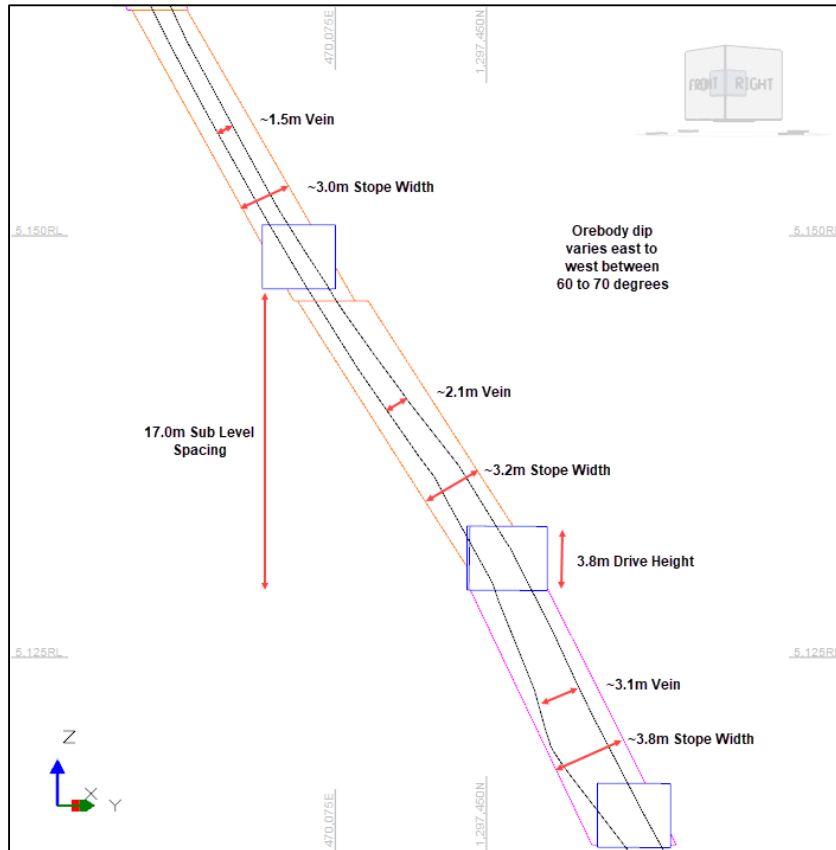 470,075E
1,297,450N
FRONT
RIGHT
~1.5m Vein
~3.0m Stope Width
5,150RL
5,150RL
Orebody dip
varies east to
west between
60 to 70 degrees
~2.1m Vein
17.0m Sub Level
Spacing
~3.2m Stope Width
3.8m Drive Height
5,125RL
5,125RL
~3.1m Vein
~3.8m Stope Width
Z
X
Y
470,075E
1,297,450N